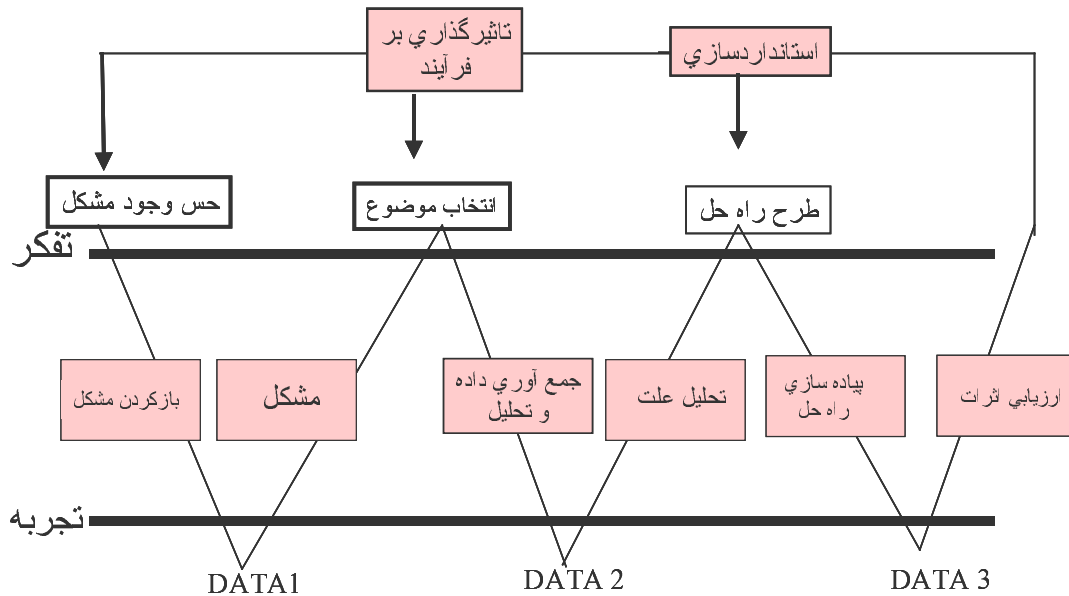 تاثيرگذاري بر
فرآيند
استانداردسازي
حس وجود مشكل
انتخاب موضوع
طرح راه حل
تفكر
بازكردن مشكل
مشكل
جمع آوري داده
و تحليل
تحليل علت
پياده سازي
راه حل
ارزيابي اثرات
تجربه
DATA1
DATA 2
DATA 3